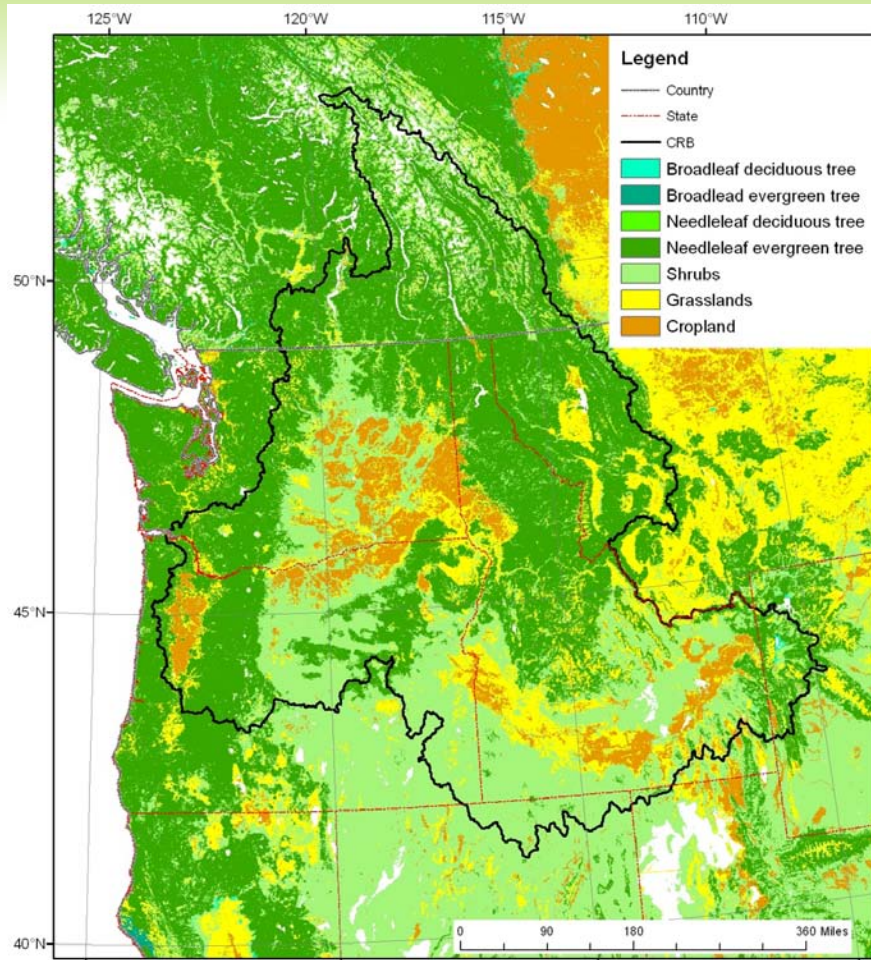 125°W 120°W 115°W 110°W
Legend
Country
State
CRB
Broadleaf deciduous tree
Broadlead evergreen tree
Needleleaf deciduous tree
Needleleaf evergreen tree
Shrubs
Grasslands
Cropland
50°N
45°N
40°N
0 90 180 360 Miles